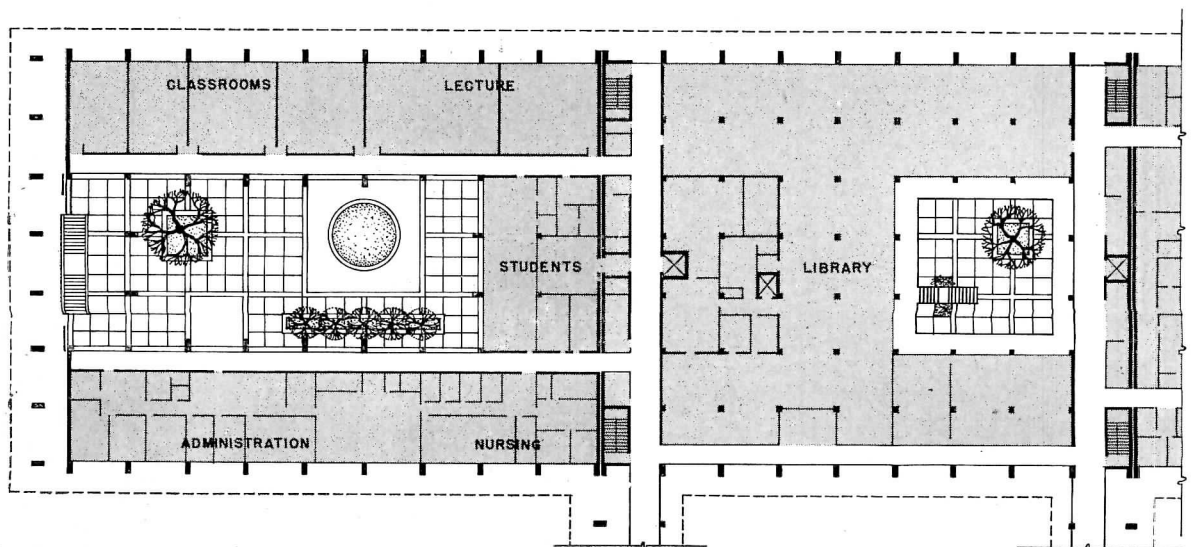 CLASSROOMS
LECTURE
STUDENTS
LIBRARY
ADMINISTRATION
NURSING